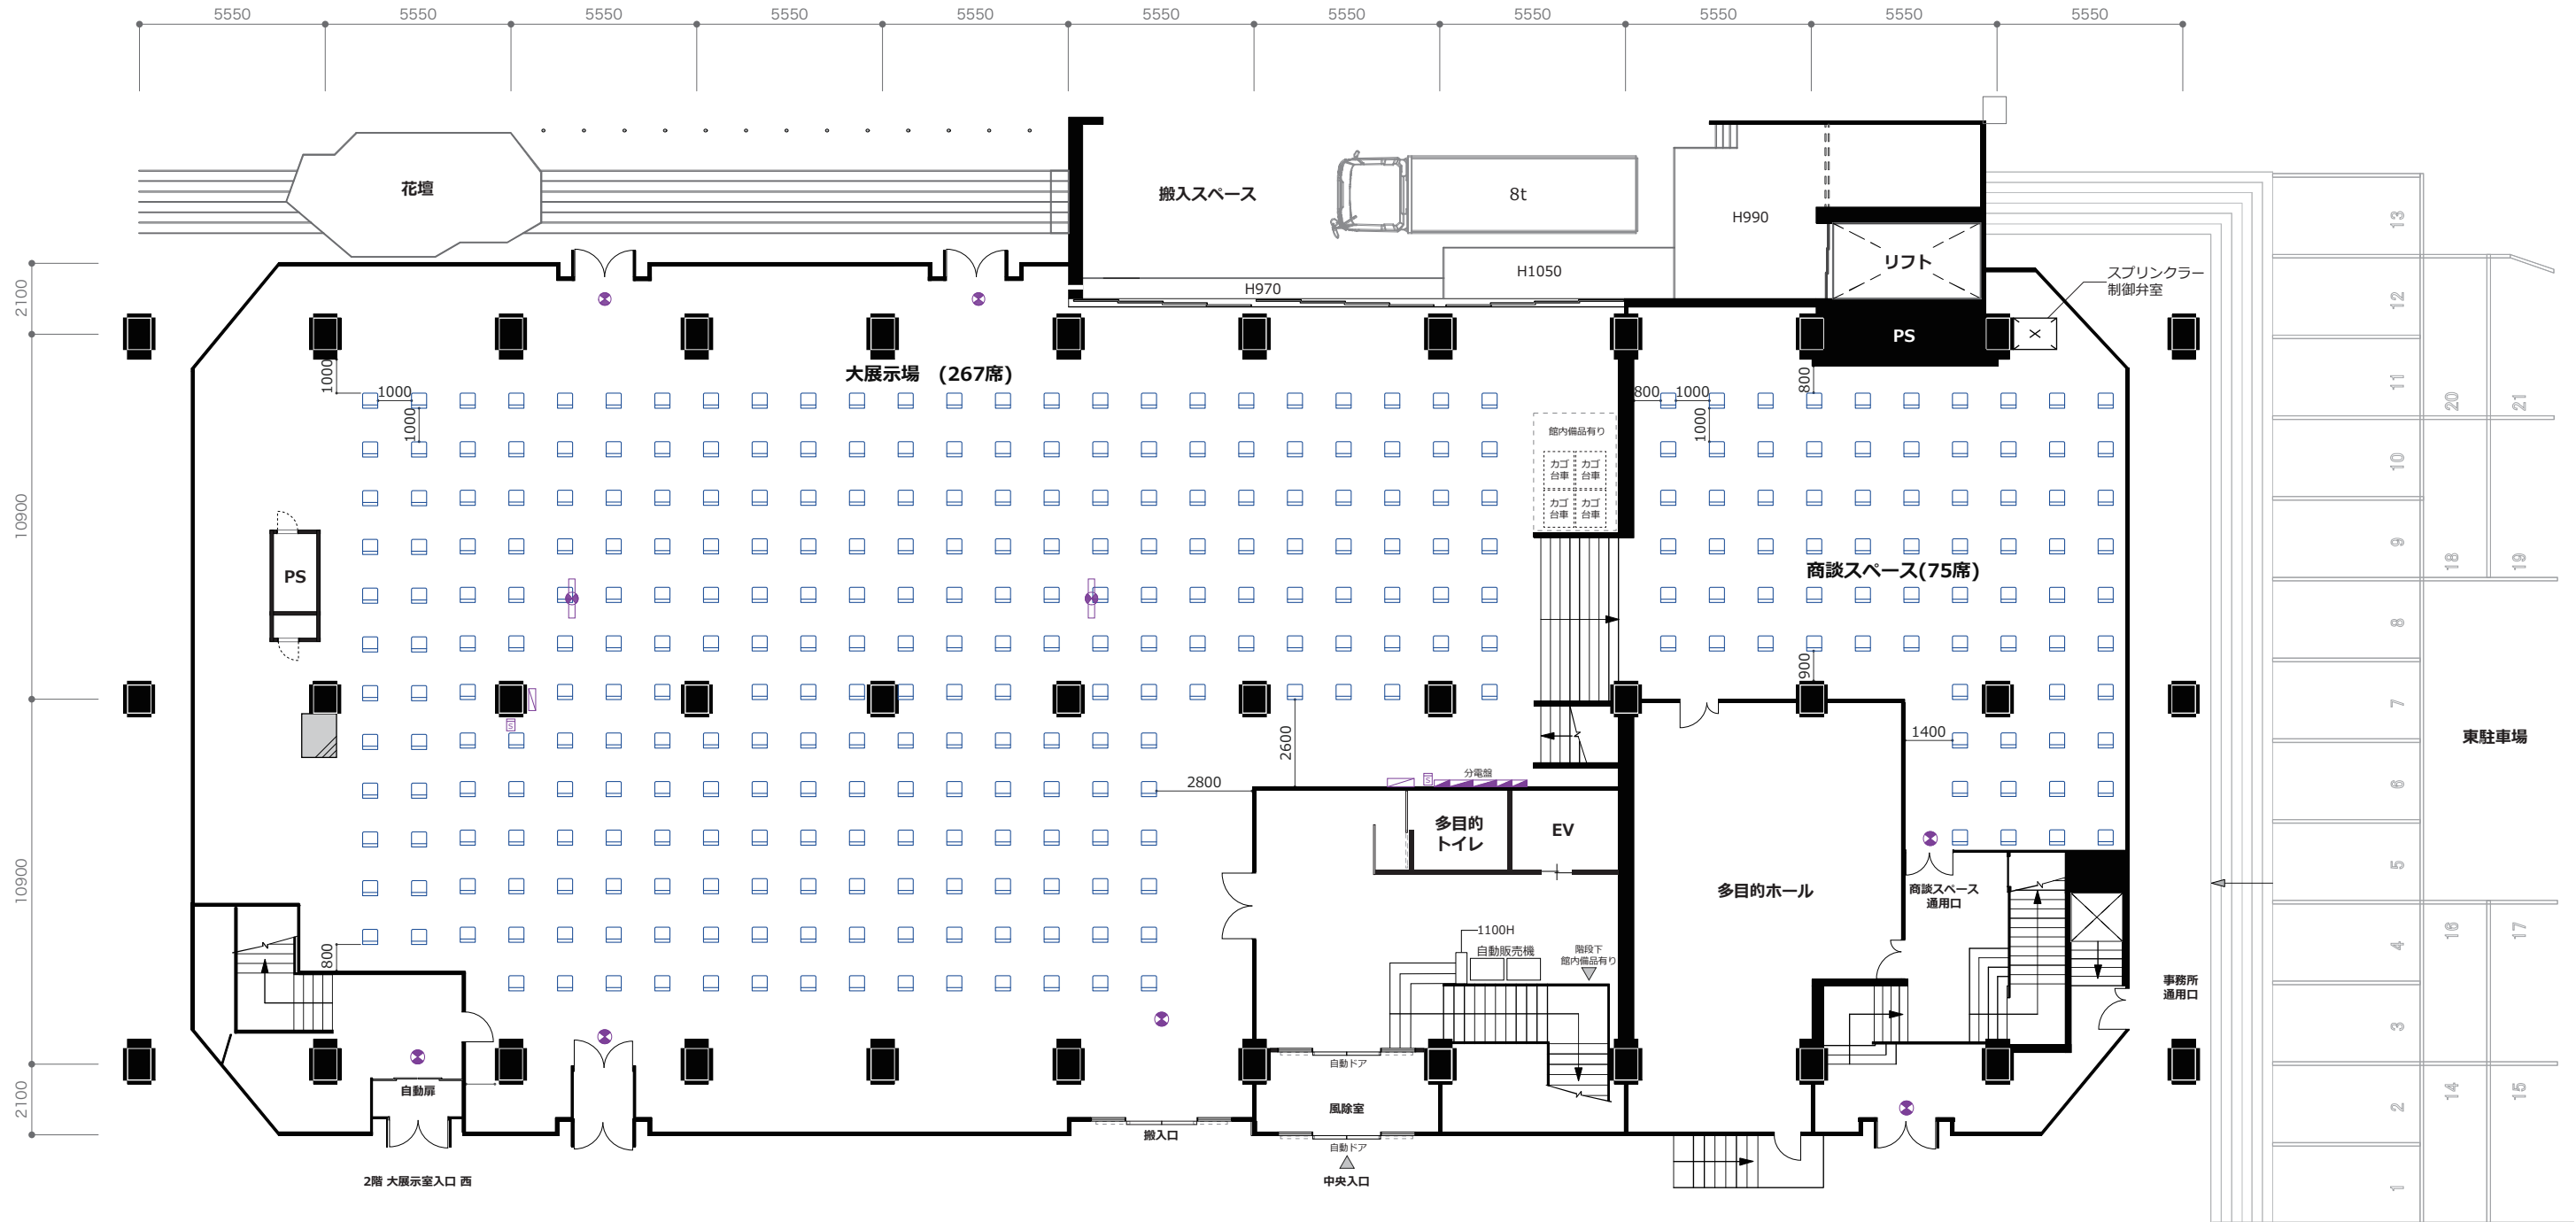 5550 5550 5550 5550 5550 5550 5550 5550 5550 5550 5550
花壇
搬入スペース
8t
H990
リフト
H1050
H970
スプリンクラー
制御弁室
PS
2100
10900
10900
2100
大展示場 (267席)
1000
1000
1000
800
1000
1000
800
館内備品有り
カゴ
台車
カゴ
台車
カゴ
台車
カゴ
台車
PS
商談スペース(75席)
900
S
2600
2800
1400
分電盤
S
多目的
トイレ
EV
多目的ホール
商談スペース
通用口
800
1100H
自動販売機
階段下
館内備品有り
事務所
通用口
自動扉
自動ドア
風除室
搬入口
自動ドア
中央入口
2階 大展示室入口 西
東駐車場
13
12
11
10
9
8
7
6
5
4
3
2
1
20
21
18
19
16
17
14
15